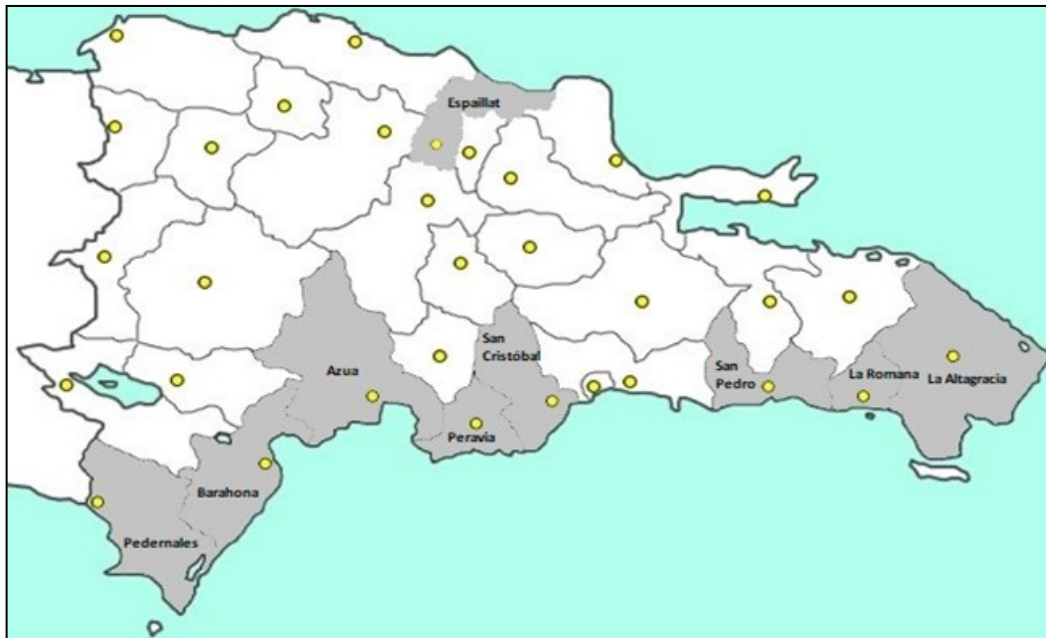 Espaillat
San
Cristóbal
Azua
San
Pedro
La Romana
La Altagracia
Peravia
Barahona
Pedernales